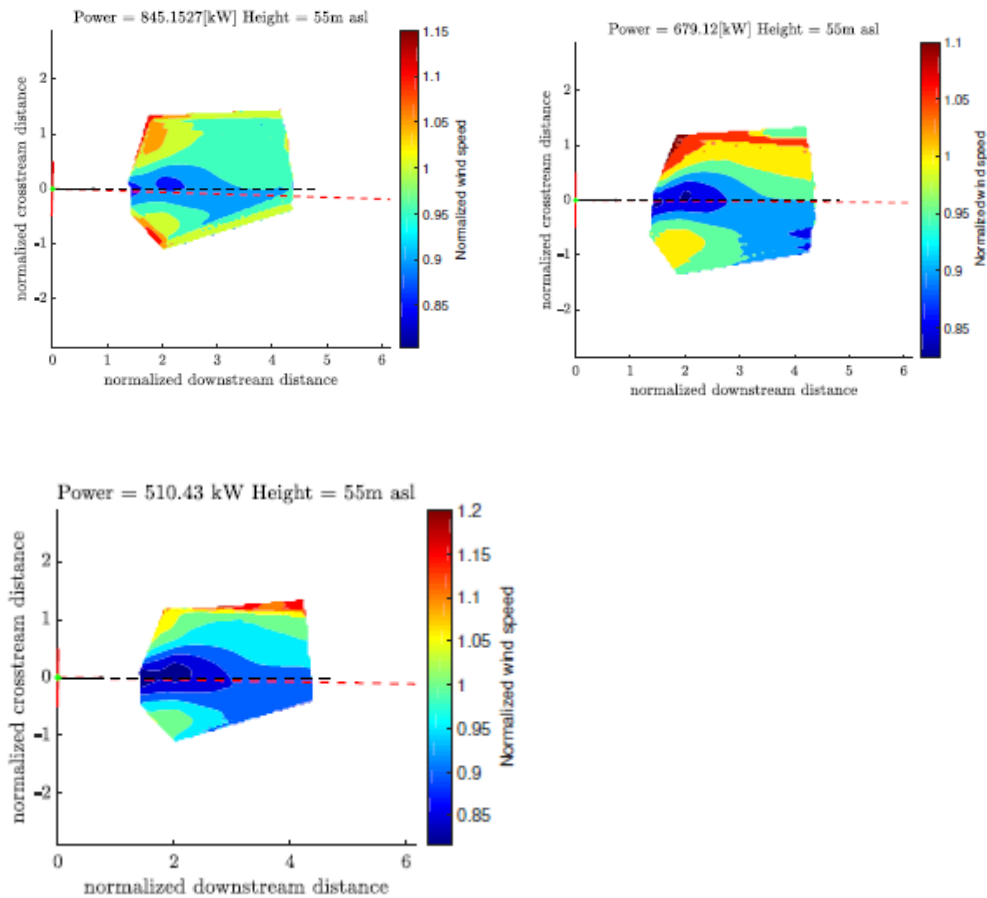 Power = 845.1527[kW] Height = 55m asl
normalized crosstream distance
2
1
0
-1
-2
0 1 2 3 4 5 6
normalized downstream distance
1.15
1.1
1.05
1
0.95
0.9
0.85
Normalized wind speed
Power = 679.12[kW] Height = 55m asl
normalized crosstream distance
2
1
0
-1
-2
0 1 2 3 4 5 6
normalized downstream distance
1.1
1.05
1
0.95
0.9
0.85
Normalized wind speed
Power = 510.43 kW Height = 55m asl
normalized crosstream distance
2
1
0
-1
-2
0 2 4 6
normalized downstream distance
1.2
1.15
1.1
1.05
1
0.95
0.9
0.85
Normalized wind speed